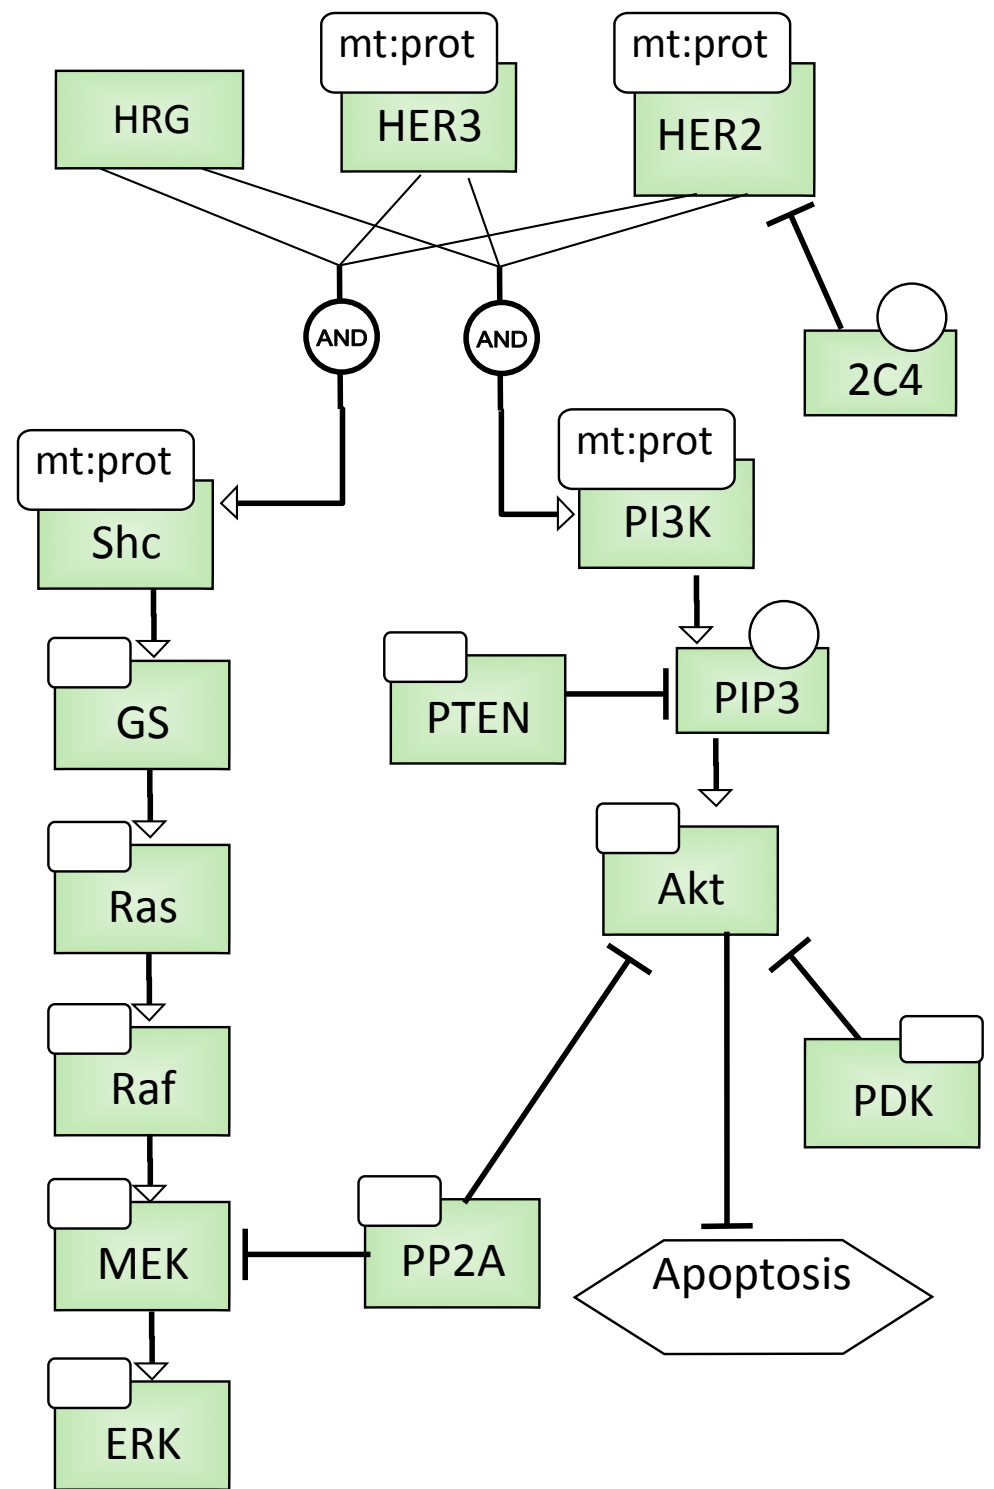 mt:prot
mt:prot
HRG
HER3
HER2
AND
AND
2C4
mt:prot
mt:prot
Shc
PI3K
GS
PTEN
PIP3
Ras
Akt
Raf
PDK
MEK
PP2A
Apoptosis
ERK